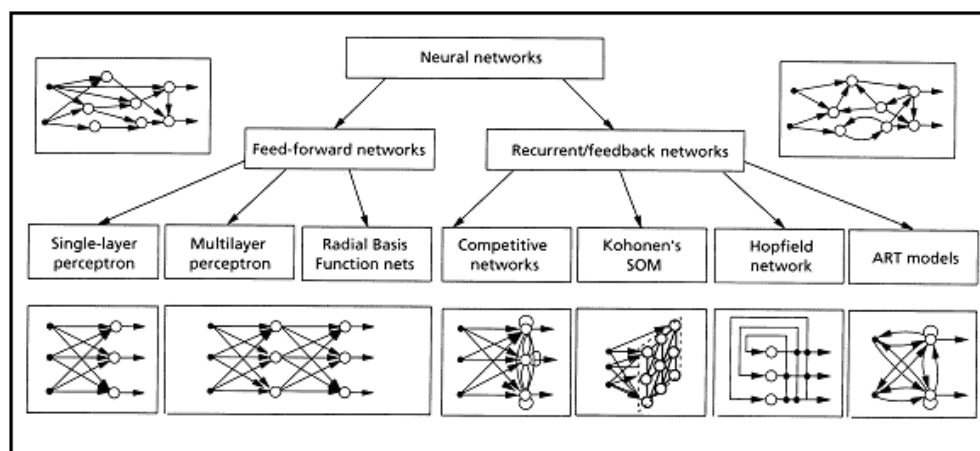 Neural networks
Feed-forward networks
Recurrent/feedback networks
Single-layer
perceptron
Multilayer
perceptron
Radial Basis
Function nets
Competitive
networks
Kohonen's
SOM
Hopfield
network
ART models